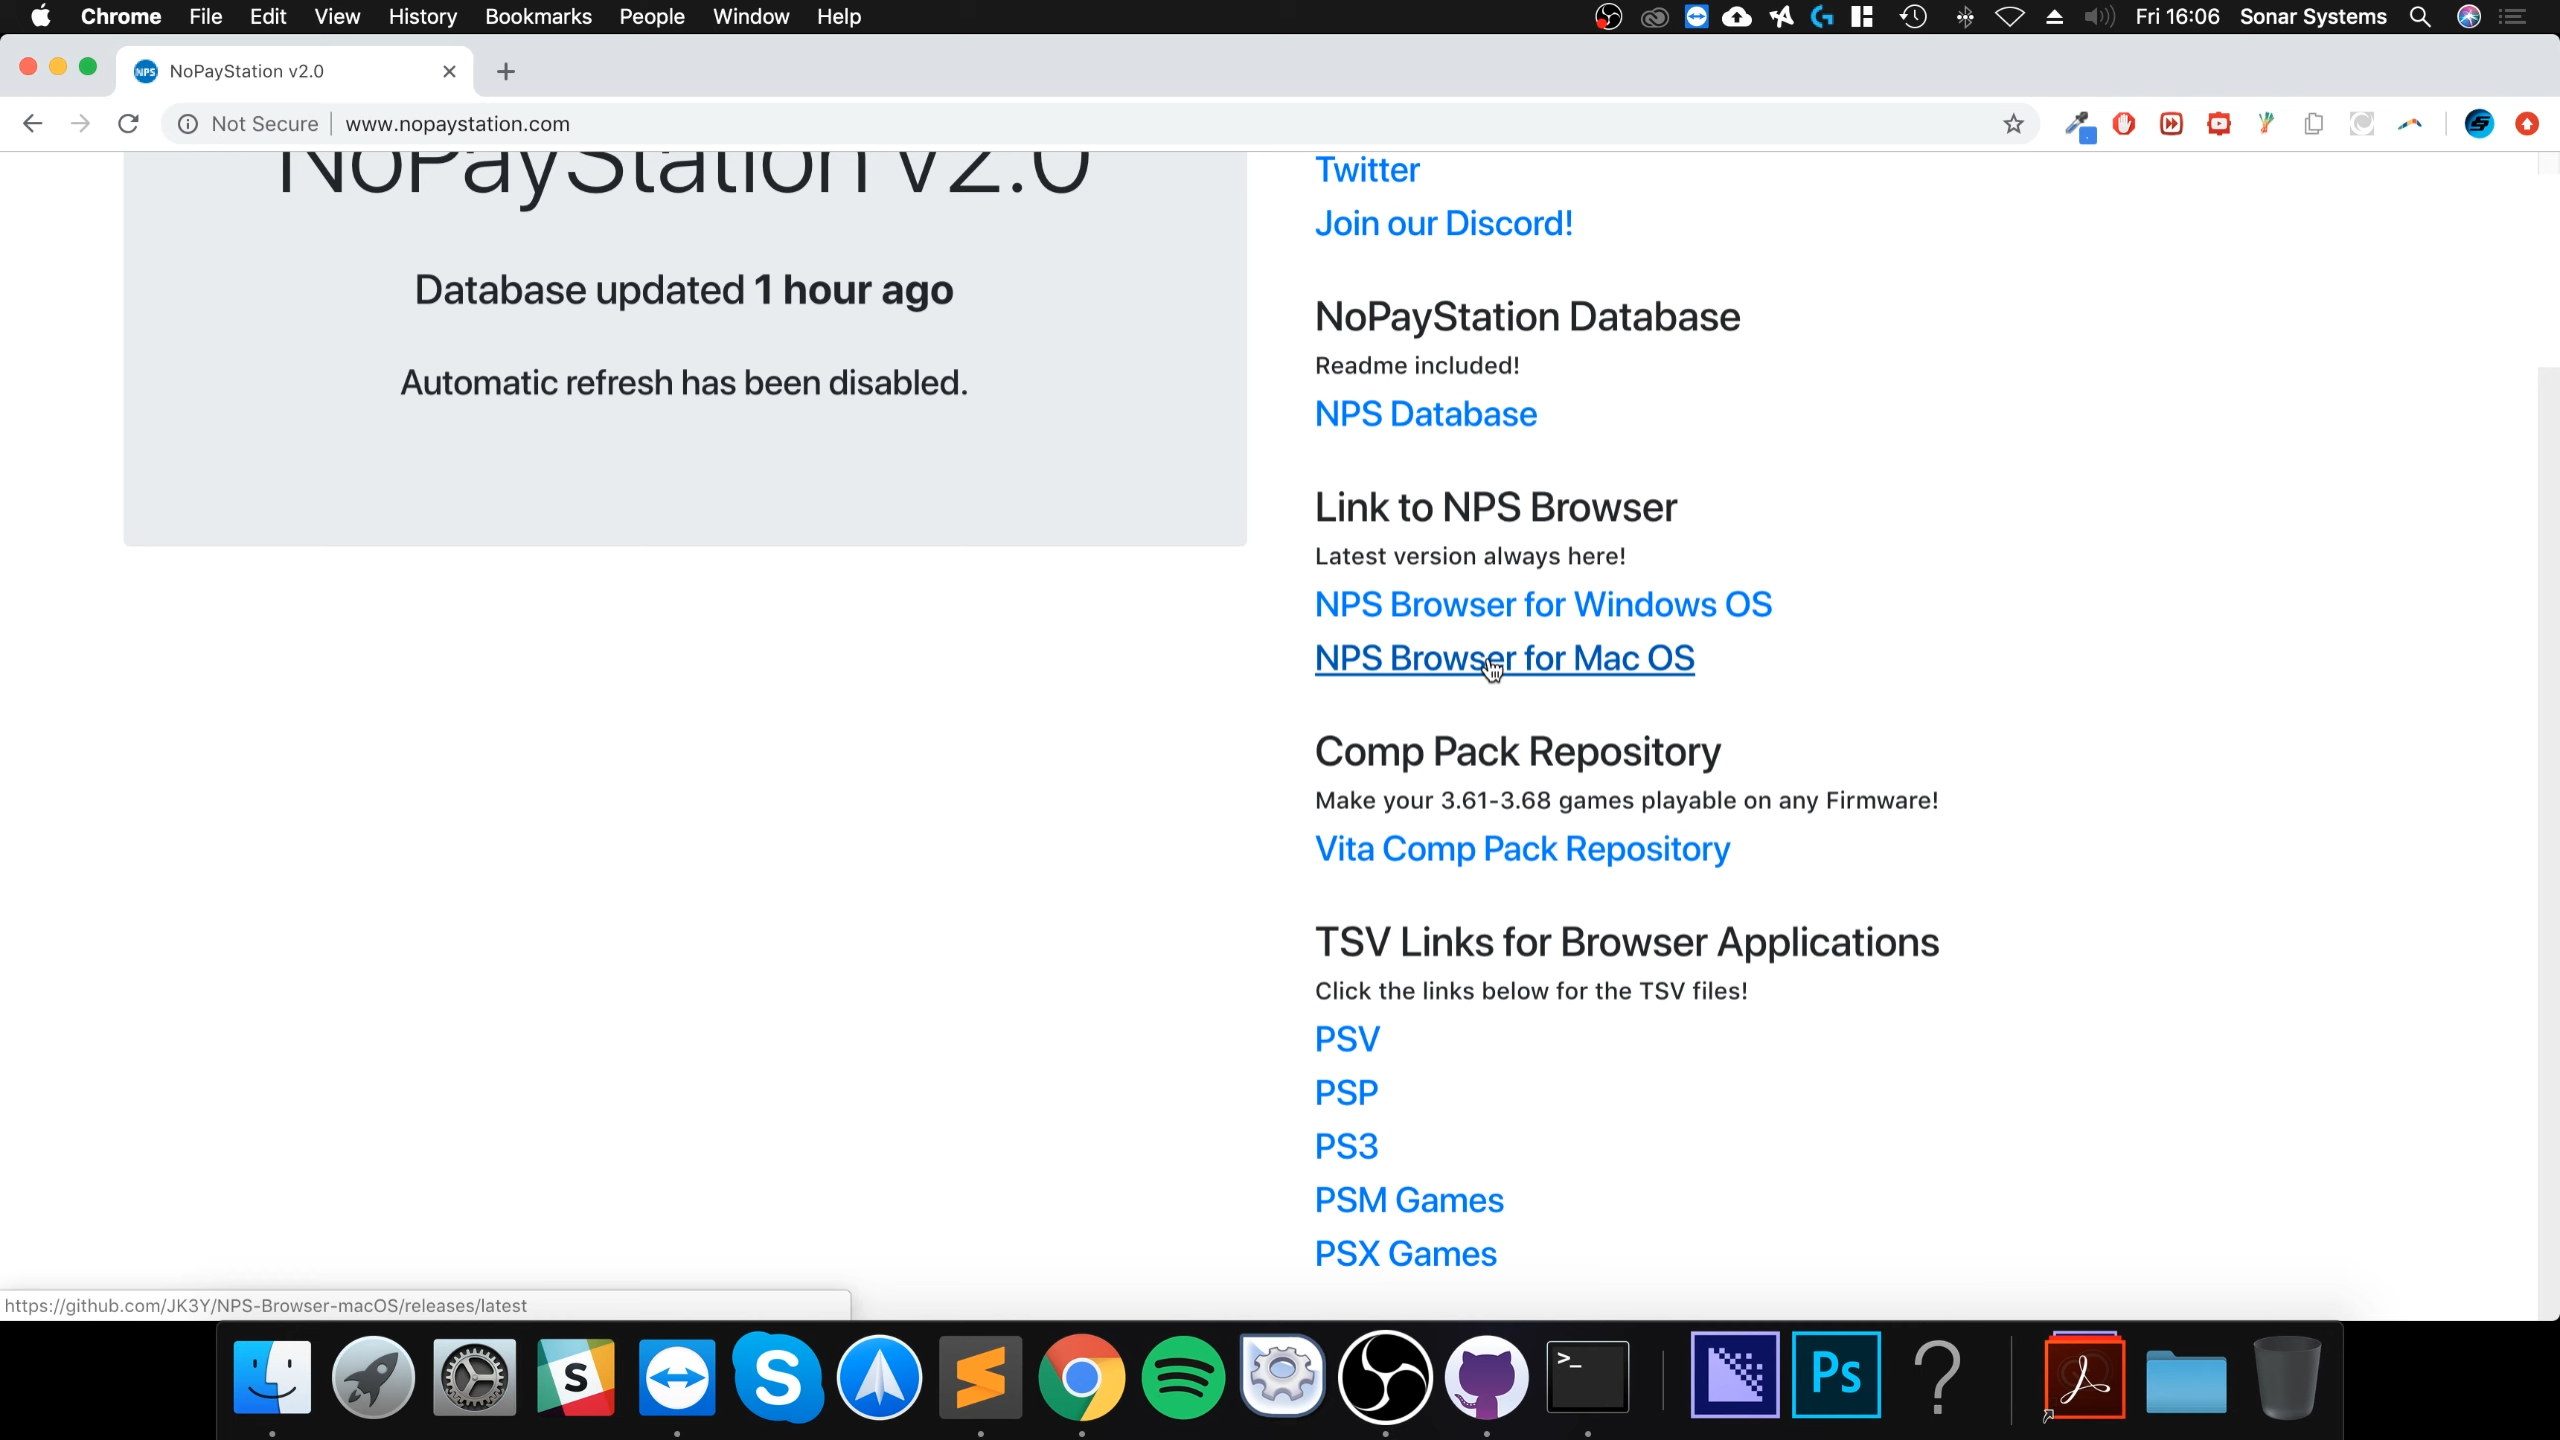 Chrome File Edit View History Bookmarks People Window Help Fri 16:06 Sonar Systems
NPS NoPayStation v2.0
Not Secure www.nopaystation.com
NoPayStation v2.0
Database updated 1 hour ago
Automatic refresh has been disabled.
Twitter
Join our Discord!
NoPayStation Database
Readme included!
NPS Database
Link to NPS Browser
Latest version always here!
NPS Browser for Windows OS
NPS Browser for Mac OS
Comp Pack Repository
Make your 3.61-3.68 games playable on any Firmware!
Vita Comp Pack Repository
TSV Links for Browser Applications
Click the links below for the TSV files!
PSV
PSP
PS3
PSM Games
PSX Games
https://github.com/JK3Y/NPS-Browser-macOS/releases/latest
S S >_ Ps ?